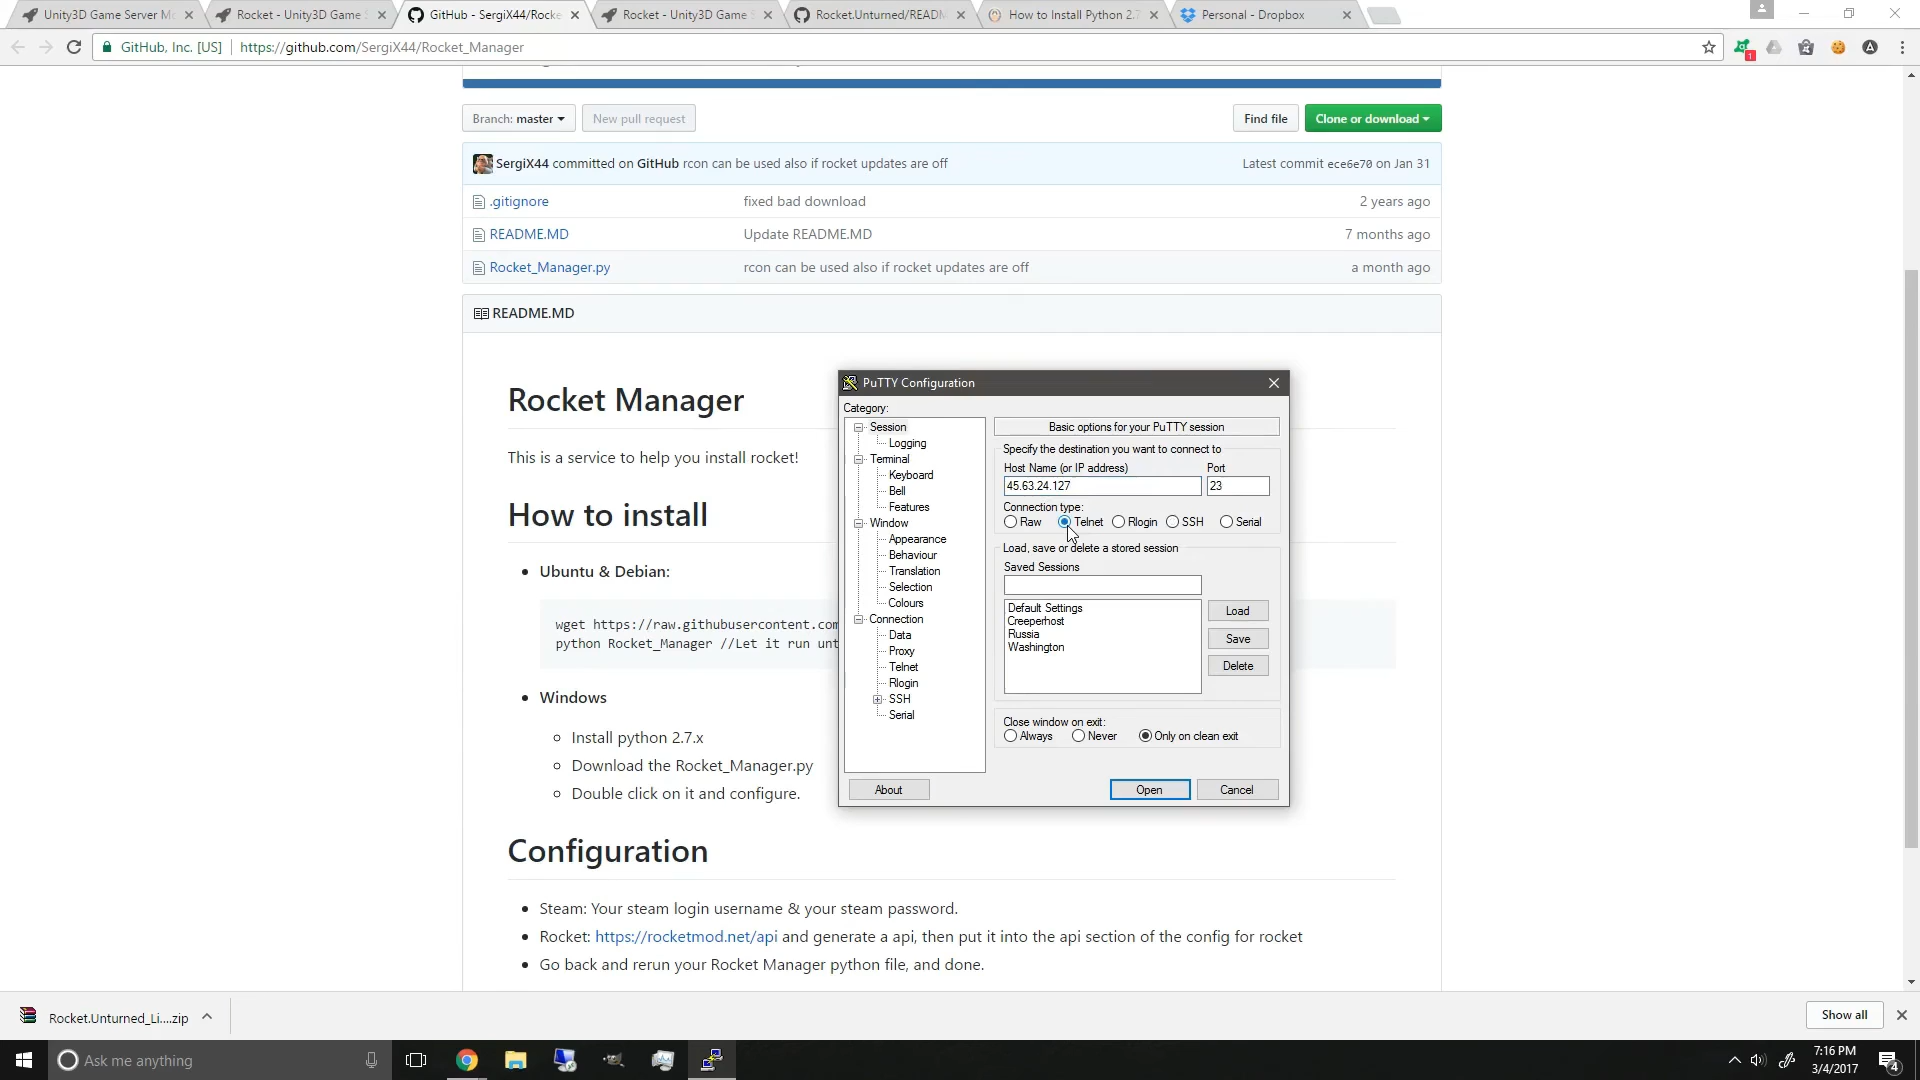 Unity3D Game Server M
Rocket - Unity3D Game
GitHub - SergiX44/Rocke
Rocket - Unity3D Game
Rocket.Unturned/READM
How to Install Python 2.7
Personal - Dropbox
GitHub, Inc. [US]
https://github.com/SergiX44/Rocket_Manager
1
Branch: master
New pull request
Find file
Clone or download
SergiX44 committed on GitHub rcon can be used also if rocket updates are off
Latest commit ece6e70 on Jan 31
.gitignore
fixed bad download
2 years ago
README.MD
Update README.MD
7 months ago
Rocket_Manager.py
rcon can be used also if rocket updates are off
a month ago
README.MD
Rocket Manager
This is a service to help you install rocket!
How to install
Ubuntu & Debian:
wget https://raw.githubusercontent.com
python Rocket_Manager //Let it run unt
Windows
Install python 2.7.x
Download the Rocket_Manager.py
Double click on it and configure.
Configuration
Steam: Your steam login username & your steam password.
Rocket: https://rocketmod.net/api and generate a api, then put it into the api section of the config for rocket
Go back and rerun your Rocket Manager python file, and done.
PuTTY Configuration
Category:
Session
Logging
Terminal
Keyboard
Bell
Features
Window
Appearance
Behaviour
Translation
Selection
Colours
Connection
Data
Proxy
Telnet
Rlogin
SSH
Serial
Basic options for your PuTTY session
Specify the destination you want to connect to
Host Name (or IP address)
Port
45.63.24.127
23
Connection type:
Raw
Telnet
Rlogin
SSH
Serial
Load, save or delete a stored session
Saved Sessions
Default Settings
Creeperhost
Russia
Washington
Load
Save
Delete
Close window on exit:
Always
Never
Only on clean exit
About
Open
Cancel
Rocket.Unturned_Li....zip
Show all
Ask me anything
7:16 PM
3/4/2017
4